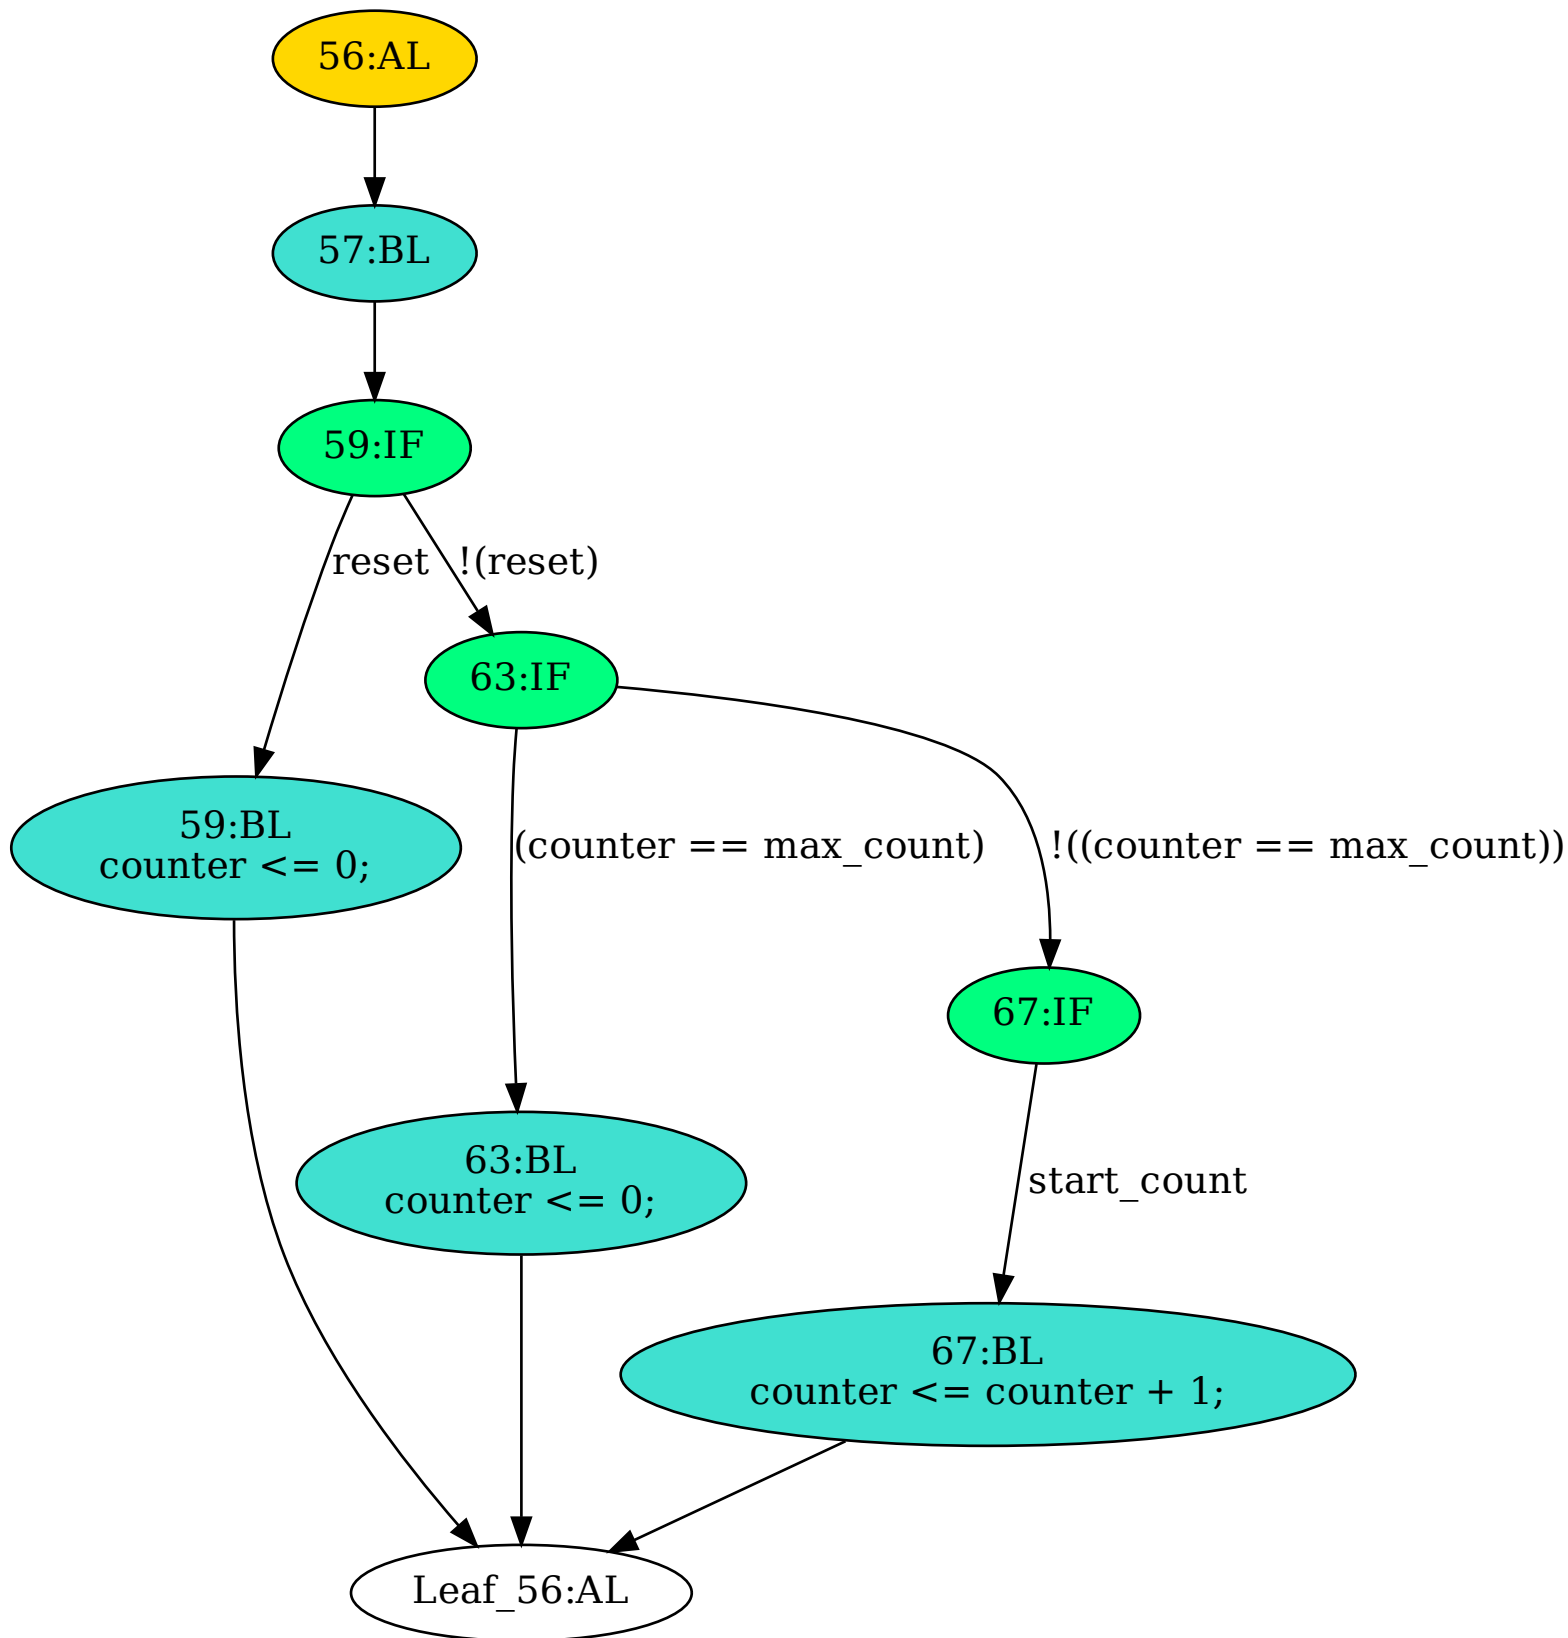 56:AL
57:BL
59:IF
reset
!(reset)
63:IF
59:BL
counter <= 0;
(counter == max_count)
!((counter == max_count))
67:IF
63:BL
counter <= 0;
start_count
67:BL
counter <= counter + 1;
Leaf_56:AL